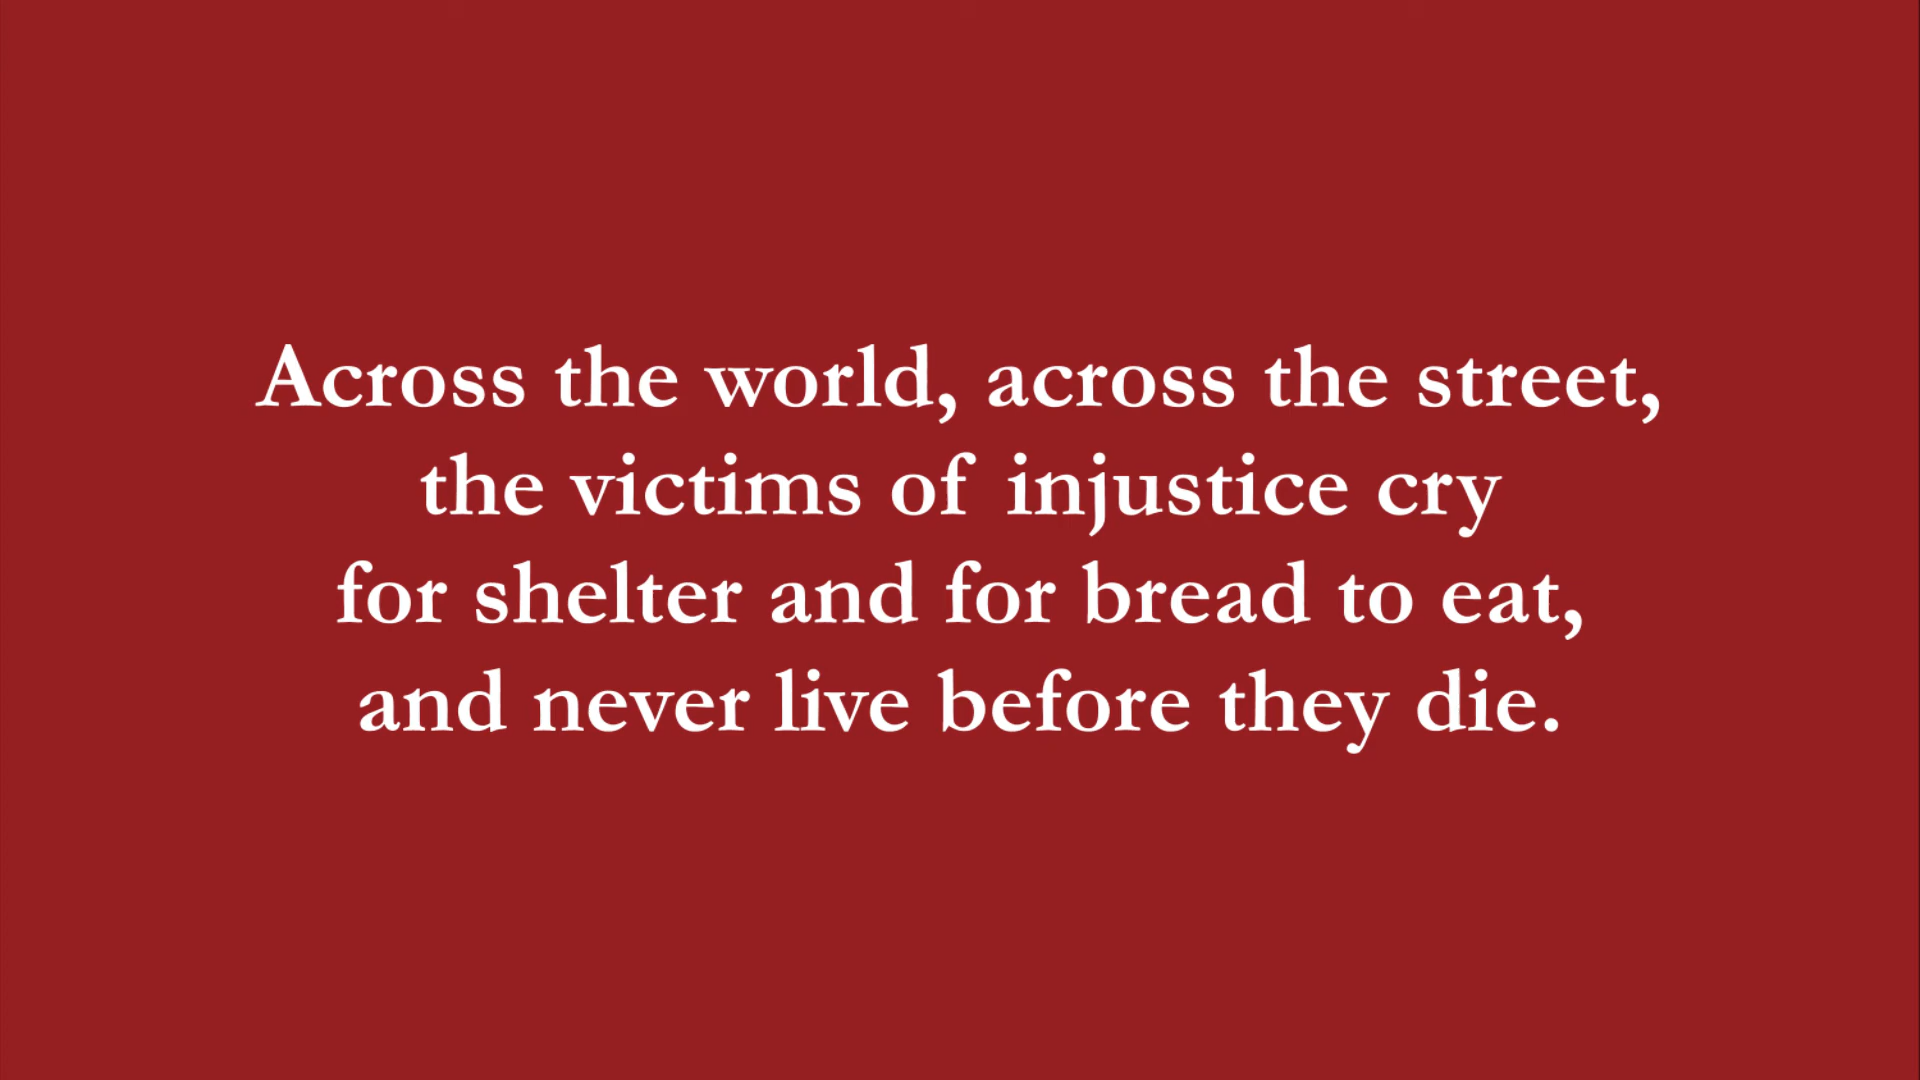 Across the world, across the street,
the victims of injustice cry
for shelter and for bread to eat,
and never live before they die.